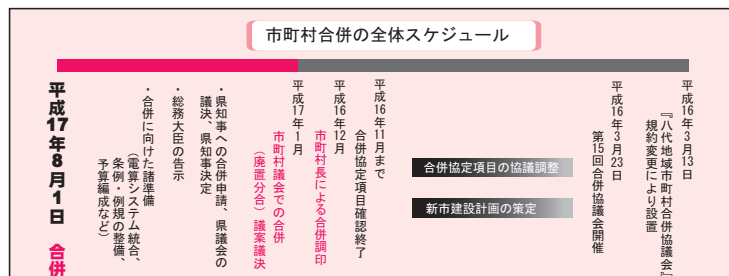 市町村合併の全体スケジュール
平成16年3月13日
『八代地域市町村合併協議会』
規約変更により設置
平成16年3月23日
第15回合併協議会開催
合併協定項目の協議調整
新市建設計画の策定
平成16年11月まで
合併協定項目確認終了
平成16年12月
市町村長による合併調印
平成17年1月
市町村議会での合併
(廃置分合)議案議決
・県知事への合併申請、県議会の
議決、県知事決定
・総務大臣の告示
・合併に向けた諸準備
(電算システム統合、
条例・例規の整備、
予算編成など)
平成17年8月1日 合併